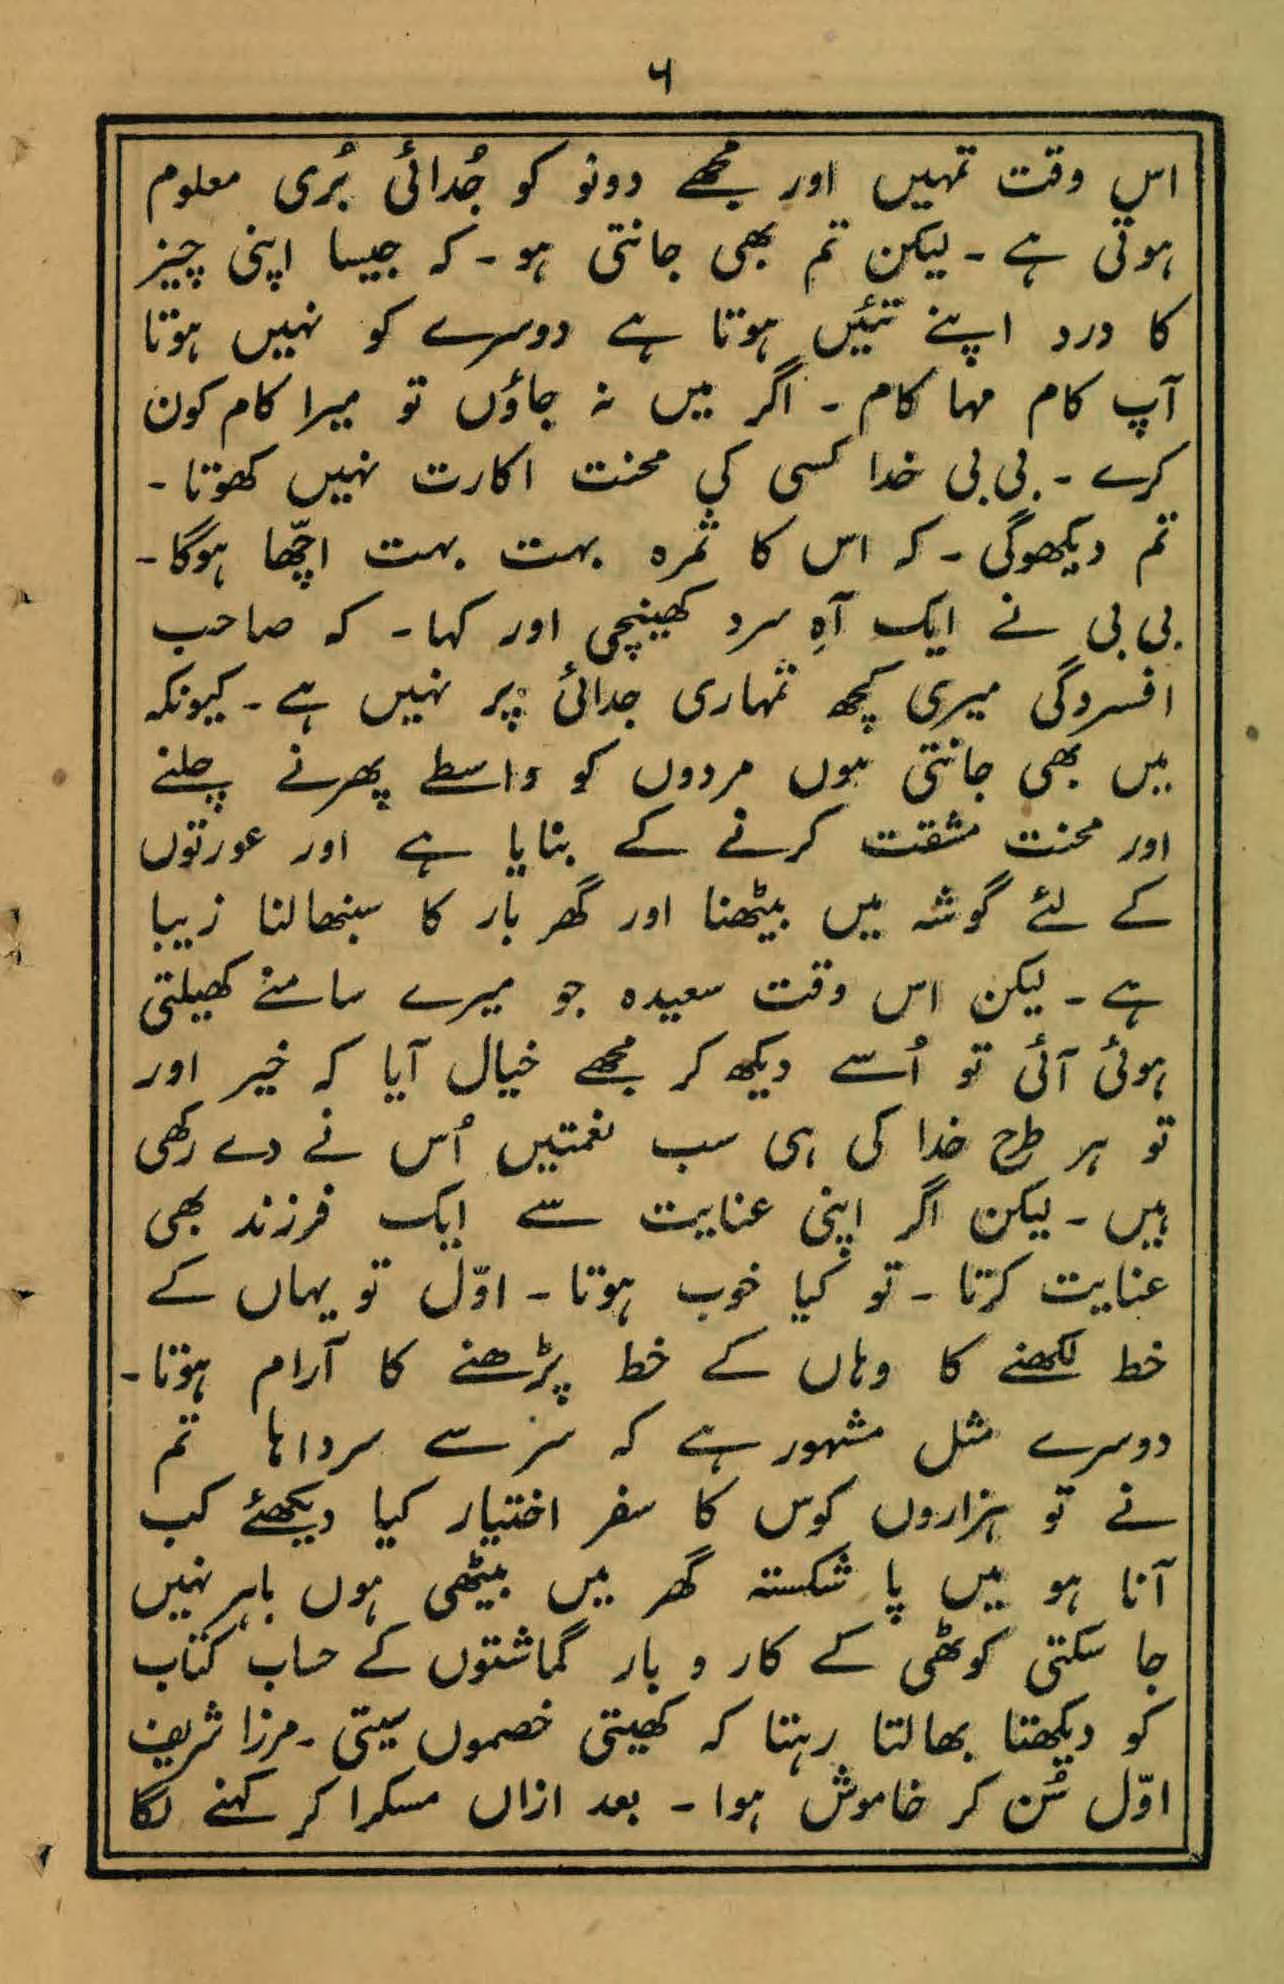 ۶
اس وقت تمہیں اور مجھے دونو کو جُدائی بُری معلوم
ہوتی ہے ۔ لیکن تم بھی جانتی ہو ۔ کہ جیسا اپنی چیز
کا درد اپنے تئیں ہوتا ہے دوسرے کو نہیں ہوتا
آپ کام مہا کام ۔ اگر میں نہ جاؤں تو میرا کام کون
کرے ۔ بی بی خدا کسی کی محنت اکارت نہیں کھوتا ۔
تم دیکھوگی ۔ کہ اس کا ثمرہ بہت بہت اچّھا ہوگا ۔
بی بی نے ایک آہِ سرد کھینچی اور کہا ۔ کہ صاحب
افسردگی میری کچھ تمہاری جدائی پر نہیں ہے ۔ کیونکہ
میں بھی جانتی ہوں مردوں کو واسطے پھرنے چلنے
اور محنت مشقت کرنے کے بنایا ہے اور عورتوں
کے لئے گوشہ میں بیٹھنا اور گھر بار کا سنبھالنا زیبا
ہے ۔ لیکن اس وقت سعیدہ جو میرے سامنے کھیلتی
ہوئی آئی تو اُسے دیکھ کر مجھے خیال آیا کہ خیر اور
تو ہر طرح خدا کی ہی سب نعمتیں اُس نے دے رکھی
ہیں ۔ لیکن اگر اپنی عنایت سے ایک فرزند بھی
عنایت کرتا ۔ تو کیا خوب ہوتا ۔ اوّل تو یہاں کے
خط لکھنے کا وہاں کے خط پڑھنے کا آرام ہوتا ۔
دوسرے مثل مشہور ہے کہ سر سے سرداہا تم
نے تو ہزاروں کوس کا سفر اختیار کیا دیکھئے کب
آنا ہو میں پا شکستہ گھر میں بیٹھی ہوں باہر نہیں
جا سکتی کوٹھی کے کار و بار گماشتوں کے حساب کتاب
کو دیکھتا بھالتا رہتا کہ کھیتی خصموں سیتی ۔ مرزا شریف
اوّل سُن کر خاموش ہوا ۔ بعد ازاں مسکرا کر کہنے لگا